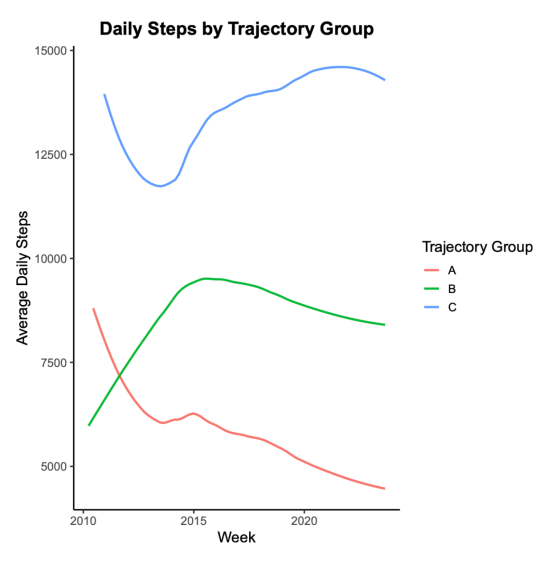 Daily Steps by Trajectory Group
15000
12500
10000
7500
5000
Average Daily Steps
2010
2015
2020
Week
Trajectory Group
A
B
C